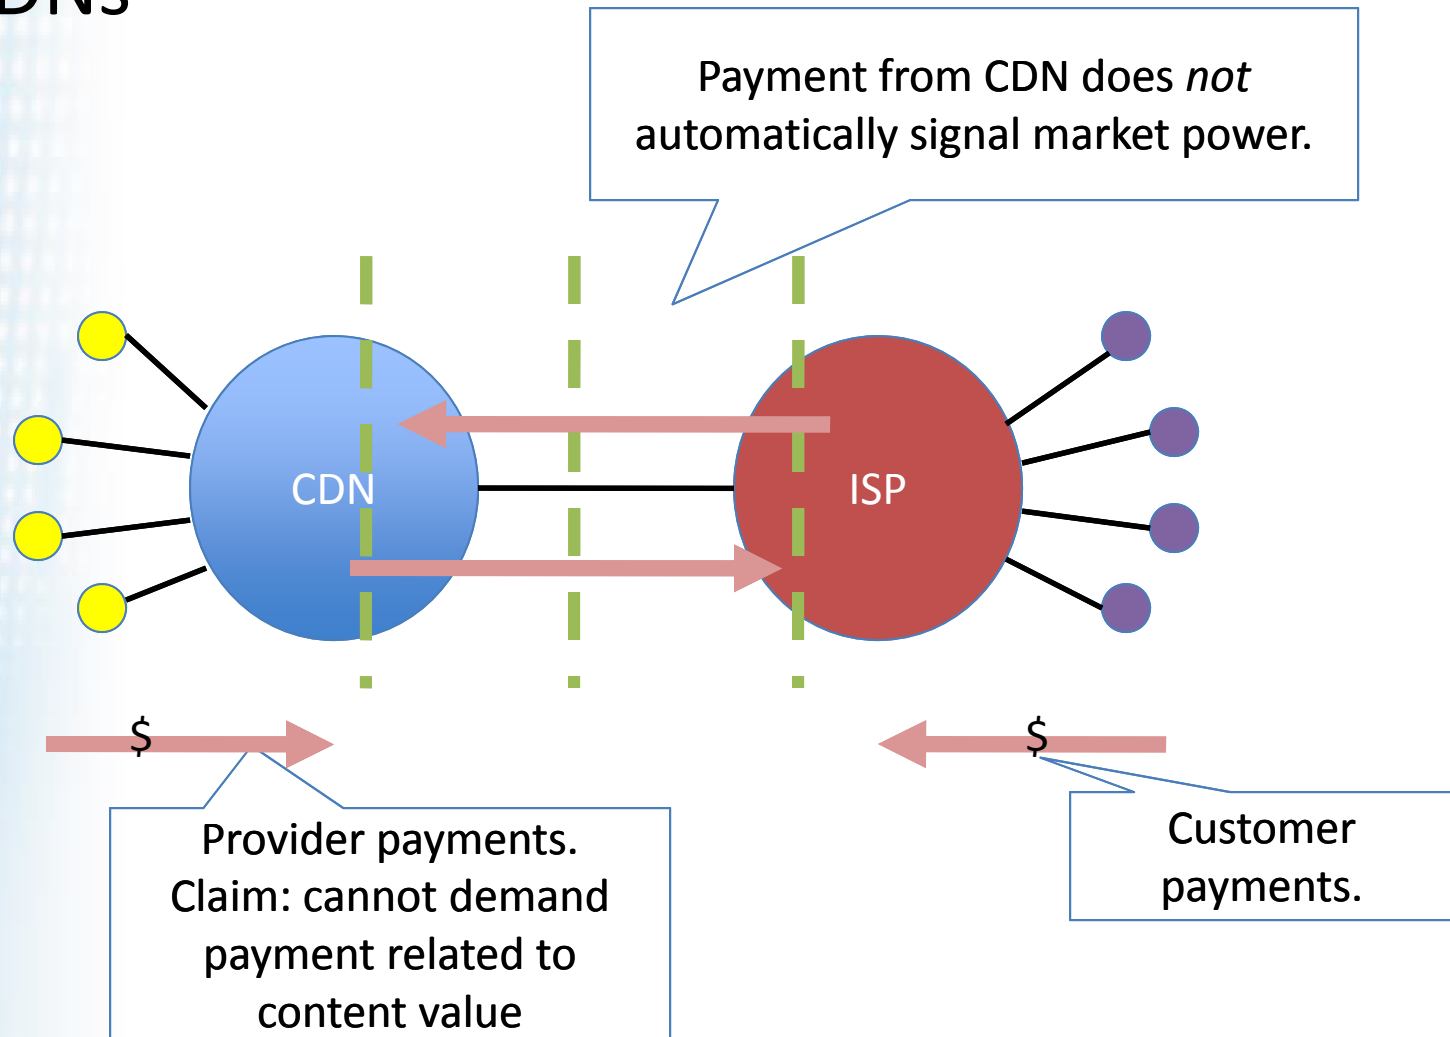 DNs
Payment from CDN does not
automatically signal market power.
CDN
ISP
$
$
Provider payments.
Claim: cannot demand
payment related to
content value
Customer
payments.